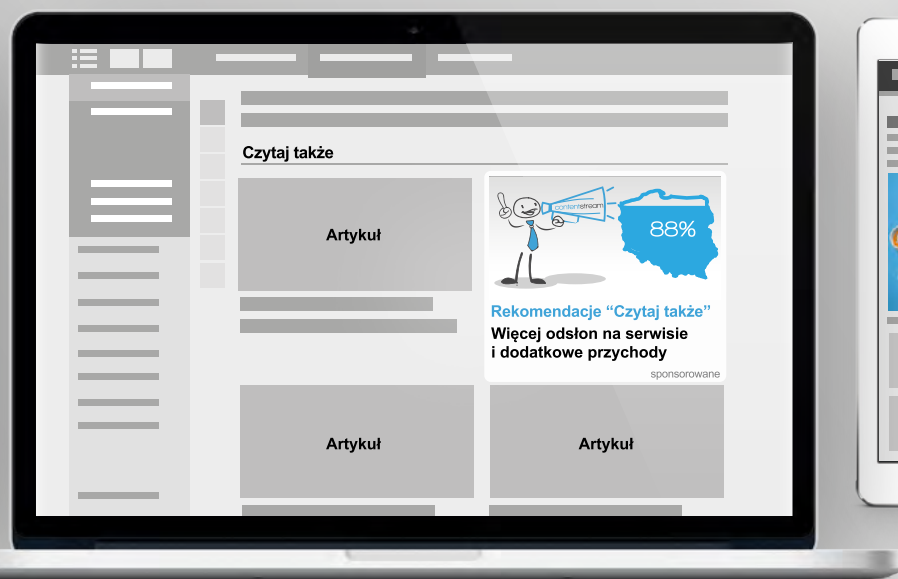 Czytaj także
Artykuł
contentstream
88%
Rekomendacje “Czytaj także”
Więcej odsłon na serwisie
i dodatkowe przychody
sponsorowane
Artykuł
Artykuł